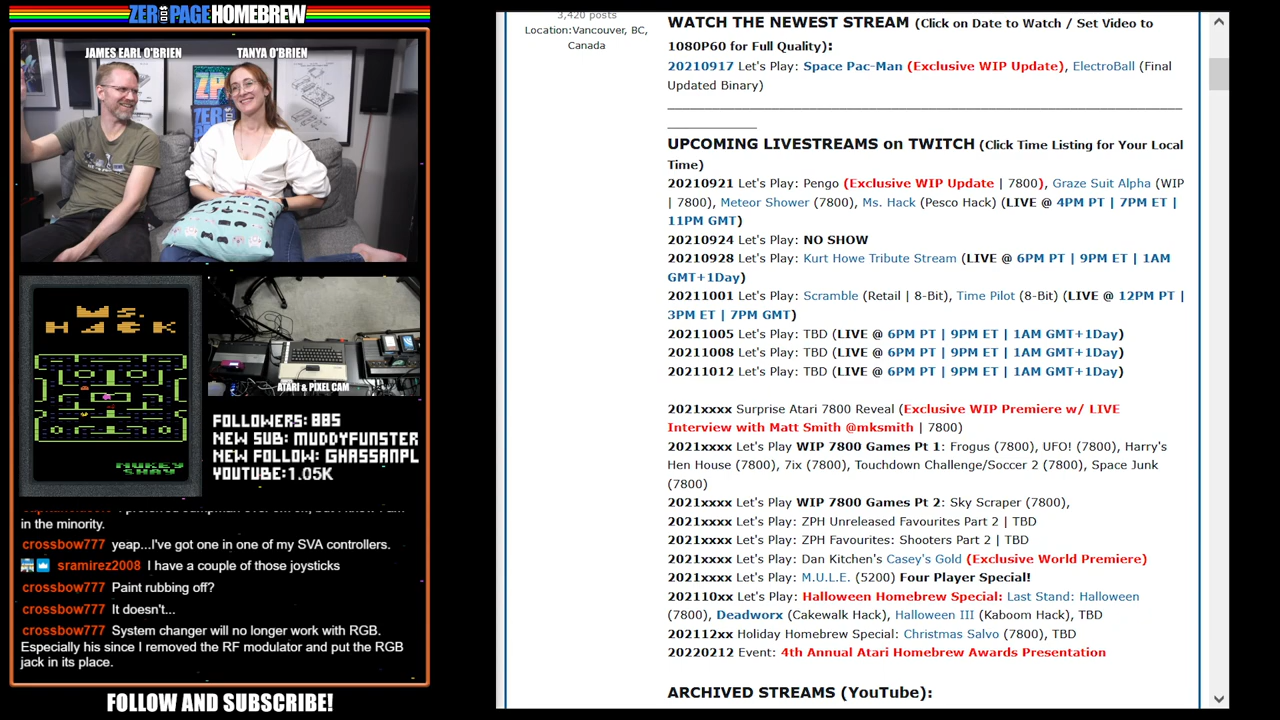 ZERO PAGE HOMEBREW
JAMES EARL O'BRIEN
TANYA O'BRIEN
MS.
HACK
NUKEY
SHAY
ATARI & PIXEL CAM
FOLLOWERS: 885
NEW SUB: MUDDYFUNSTER
NEW FOLLOW: GHASSANPL
YOUTUBE:1.05K
in the minority.
crossbow777 yeap...I've got one in one of my SVA controllers.
sramirez2008 I have a couple of those joysticks
crossbow777 Paint rubbing off?
crossbow777 It doesn't...
crossbow777 System changer will no longer work with RGB.
Especially his since I removed the RF modulator and put the RGB
jack in its place.
FOLLOW AND SUBSCRIBE!
3,420 posts
Location:Vancouver, BC,
Canada
WATCH THE NEWEST STREAM (Click on Date to Watch / Set Video to
1080P60 for Full Quality):
20210917 Let's Play: Space Pac-Man (Exclusive WIP Update), ElectroBall (Final
Updated Binary)
UPCOMING LIVESTREAMS on TWITCH (Click Time Listing for Your Local
Time)
20210921 Let's Play: Pengo (Exclusive WIP Update | 7800), Graze Suit Alpha (WIP
| 7800), Meteor Shower (7800), Ms. Hack (Pesco Hack) (LIVE @ 4PM PT | 7PM ET |
11PM GMT)
20210924 Let's Play: NO SHOW
20210928 Let's Play: Kurt Howe Tribute Stream (LIVE @ 6PM PT | 9PM ET | 1AM
GMT+1Day)
20211001 Let's Play: Scramble (Retail | 8-Bit), Time Pilot (8-Bit) (LIVE @ 12PM PT |
3PM ET | 7PM GMT)
20211005 Let's Play: TBD (LIVE @ 6PM PT | 9PM ET | 1AM GMT+1Day)
20211008 Let's Play: TBD (LIVE @ 6PM PT | 9PM ET | 1AM GMT+1Day)
20211012 Let's Play: TBD (LIVE @ 6PM PT | 9PM ET | 1AM GMT+1Day)
2021xxxx Surprise Atari 7800 Reveal (Exclusive WIP Premiere w/ LIVE
Interview with Matt Smith @mksmith | 7800)
2021xxxx Let's Play WIP 7800 Games Pt 1: Frogus (7800), UFO! (7800), Harry's
Hen House (7800), 7ix (7800), Touchdown Challenge/Soccer 2 (7800), Space Junk
(7800)
2021xxxx Let's Play WIP 7800 Games Pt 2: Sky Scraper (7800),
2021xxxx Let's Play: ZPH Unreleased Favourites Part 2 | TBD
2021xxxx Let's Play: ZPH Favourites: Shooters Part 2 | TBD
2021xxxx Let's Play: Dan Kitchen's Casey's Gold (Exclusive World Premiere)
2021xxxx Let's Play: M.U.L.E. (5200) Four Player Special!
202110xx Let's Play: Halloween Homebrew Special: Last Stand: Halloween
(7800), Deadworx (Cakewalk Hack), Halloween III (Kaboom Hack), TBD
202112xx Holiday Homebrew Special: Christmas Salvo (7800), TBD
20220212 Event: 4th Annual Atari Homebrew Awards Presentation
ARCHIVED STREAMS (YouTube):